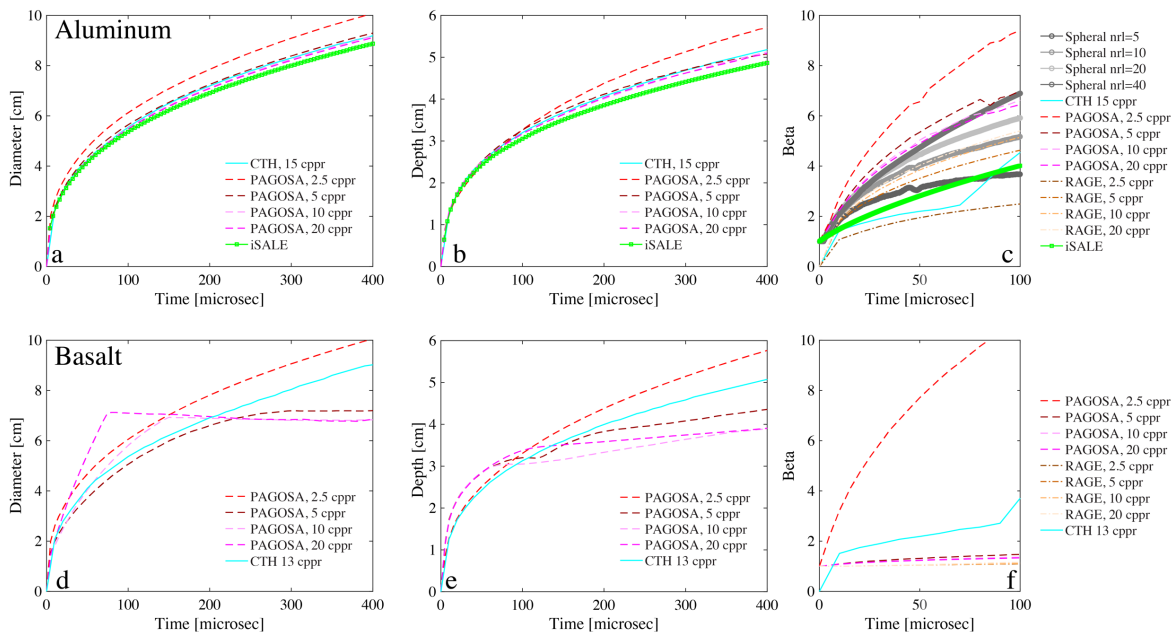 Aluminum
10
8
6
4
2
0
Diameter [cm]
CTH, 15 cppr
PAGOSA, 2.5 cppr
PAGOSA, 5 cppr
PAGOSA, 10 cppr
PAGOSA, 20 cppr
iSALE
a
0 100 200 300 400
Time [microsec]
6
5
4
3
2
1
0
Depth [cm]
CTH, 15 cppr
PAGOSA, 2.5 cppr
PAGOSA, 5 cppr
PAGOSA, 10 cppr
PAGOSA, 20 cppr
iSALE
b
0 100 200 300 400
Time [microsec]
10
8
6
4
2
0
Beta
c
0 50 100
Time [microsec]
Spheral nrl=5
Spheral nrl=10
Spheral nrl=20
Spheral nrl=40
CTH 15 cppr
PAGOSA, 2.5 cppr
PAGOSA, 5 cppr
PAGOSA, 10 cppr
PAGOSA, 20 cppr
RAGE, 2.5 cppr
RAGE, 5 cppr
RAGE, 10 cppr
RAGE, 20 cppr
iSALE
Basalt
10
8
6
4
2
0
Diameter [cm]
PAGOSA, 2.5 cppr
PAGOSA, 5 cppr
PAGOSA, 10 cppr
PAGOSA, 20 cppr
CTH 13 cppr
d
0 100 200 300 400
Time [microsec]
6
5
4
3
2
1
0
Depth [cm]
PAGOSA, 2.5 cppr
PAGOSA, 5 cppr
PAGOSA, 10 cppr
PAGOSA, 20 cppr
CTH 13 cppr
e
0 100 200 300 400
Time [microsec]
10
8
6
4
2
0
Beta
f
0 50 100
Time [microsec]
PAGOSA, 2.5 cppr
PAGOSA, 5 cppr
PAGOSA, 10 cppr
PAGOSA, 20 cppr
RAGE, 2.5 cppr
RAGE, 5 cppr
RAGE, 10 cppr
RAGE, 20 cppr
CTH 13 cppr